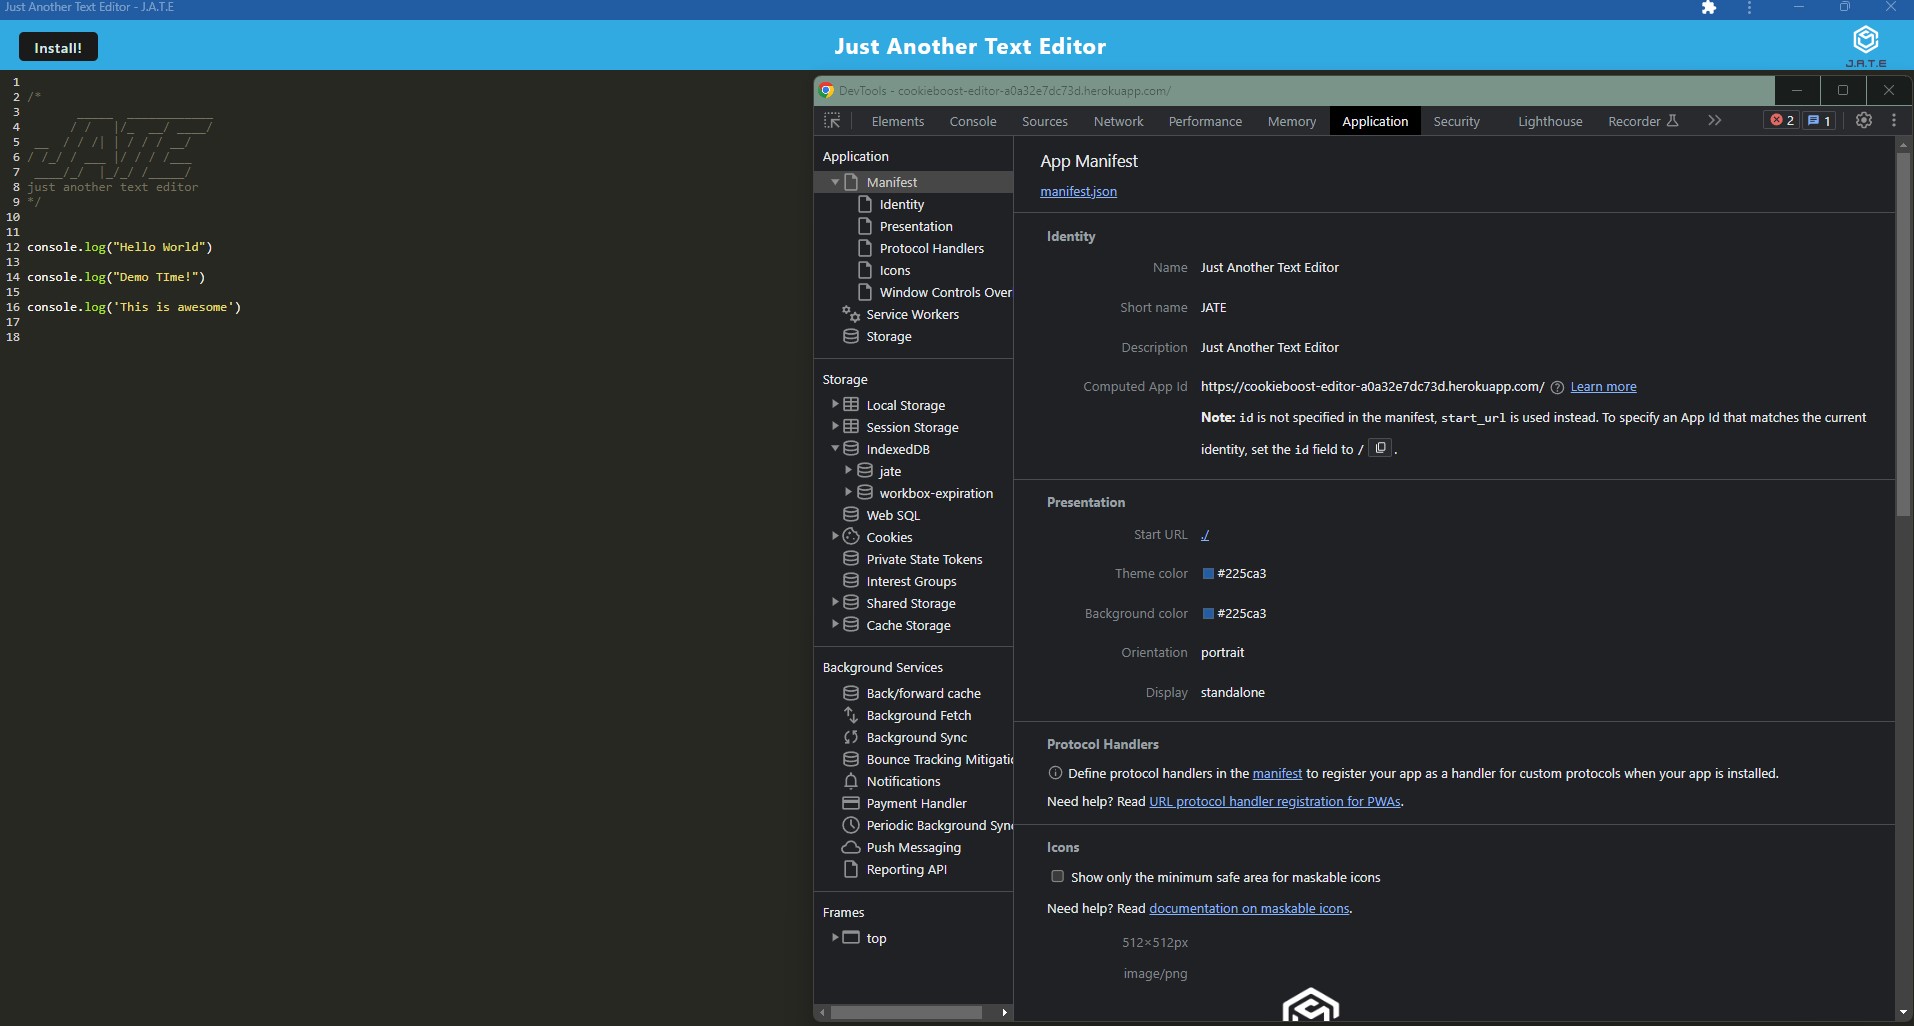 Just Another Text Editor - J.A.T.E
Install!
Just Another Text Editor
J.A.T.E
1
2 /*
3
4
5
6
7
8 just another text editor
9 */
10
11
12 console.log("Hello World")
13
14 console.log("Demo TIme!")
15
16 console.log('This is awesome')
17
18
DevTools - cookieboost-editor-a0a32e7dc73d.herokuapp.com/
Elements Console Sources Network Performance Memory Application Security Lighthouse Recorder >> 2 1
Application
Manifest
Identity
Presentation
Protocol Handlers
Icons
Window Controls Over
Service Workers
Storage
Storage
Local Storage
Session Storage
IndexedDB
jate
workbox-expiration
Web SQL
Cookies
Private State Tokens
Interest Groups
Shared Storage
Cache Storage
Background Services
Back/forward cache
Background Fetch
Background Sync
Bounce Tracking Mitigatio
Notifications
Payment Handler
Periodic Background Sync
Push Messaging
Reporting API
Frames
top
App Manifest
manifest.json
Identity
Name Just Another Text Editor
Short name JATE
Description Just Another Text Editor
Computed App Id https://cookieboost-editor-a0a32e7dc73d.herokuapp.com/ ? Learn more
Note: id is not specified in the manifest, start_url is used instead. To specify an App Id that matches the current
identity, set the id field to / .
Presentation
Start URL ./
Theme color #225ca3
Background color #225ca3
Orientation portrait
Display standalone
Protocol Handlers
Define protocol handlers in the manifest to register your app as a handler for custom protocols when your app is installed.
Need help? Read URL protocol handler registration for PWAs.
Icons
Show only the minimum safe area for maskable icons
Need help? Read documentation on maskable icons.
512×512px
image/png